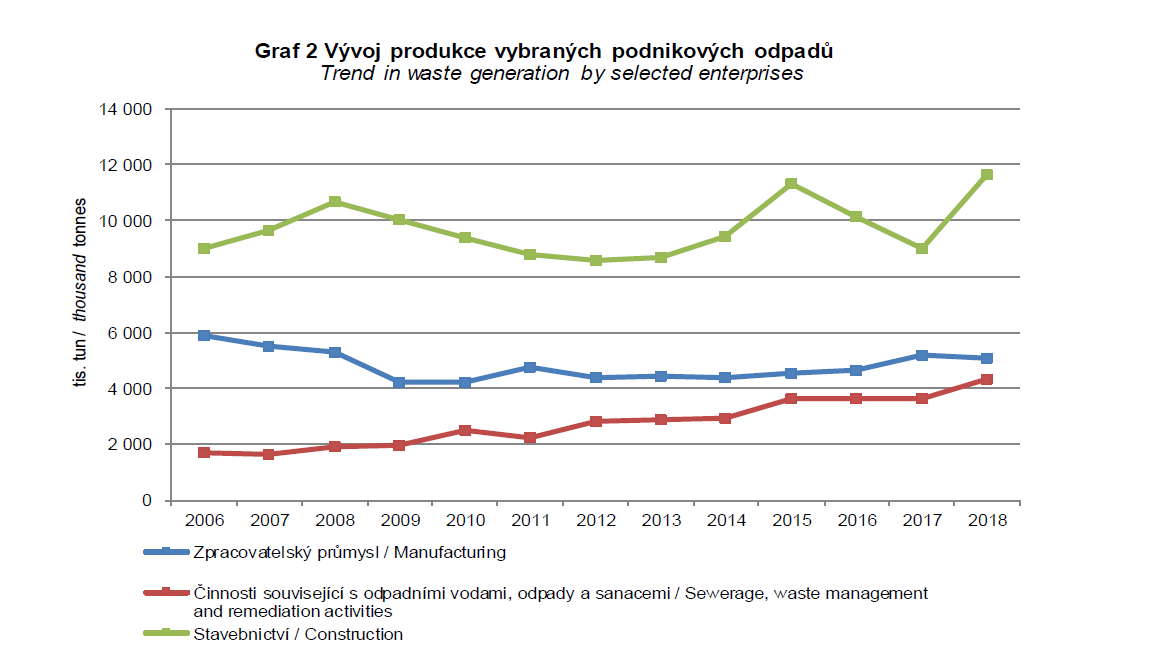 Graf 2 Vývoj produkce vybraných podnikových odpadů
Trend in waste generation by selected enterprises
tis. tun / thousand tonnes
14 000
12 000
10 000
8 000
6 000
4 000
2 000
0
2006 2007 2008 2009 2010 2011 2012 2013 2014 2015 2016 2017 2018
Zpracovatelský průmysl / Manufacturing
Činnosti související s odpadními vodami, odpady a sanacemi / Sewerage, waste management
and remediation activities
Stavebnictví / Construction